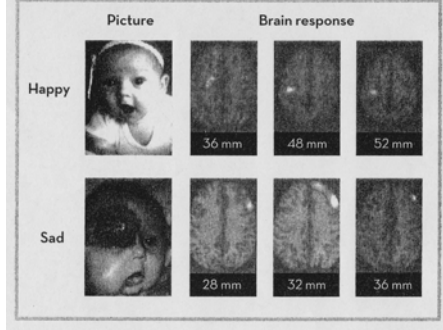 Picture Brain response
Happy
36 mm 48 mm 52 mm
Sad
28 mm 32 mm 36 mm